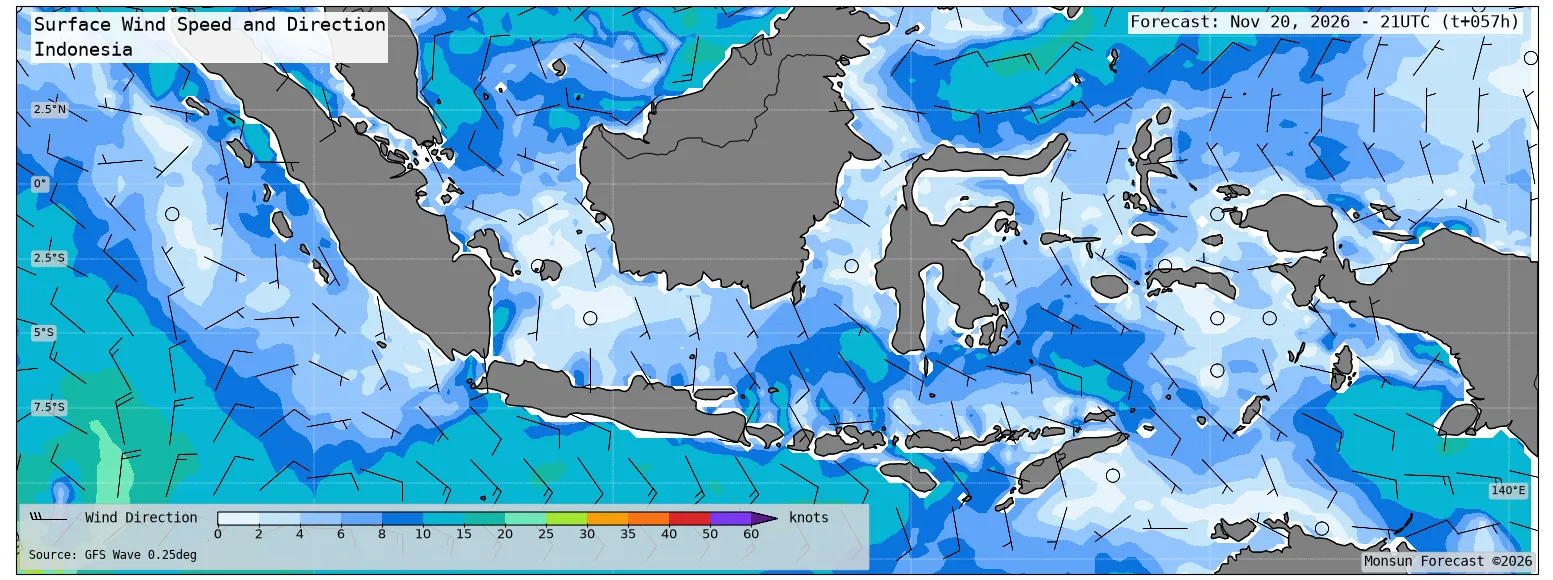 Surface Wind Speed and Direction
Indonesia
Forecast: Nov 20, 2026 - 21UTC (t+057h)
2.5°N
0°
2.5°S
5°S
7.5°S
140°E
Wind Direction
0 2 4 6 8 10 15 20 25 30 35 40 50 60
knots
Source: GFS Wave 0.25deg
Monsun Forecast ©2026